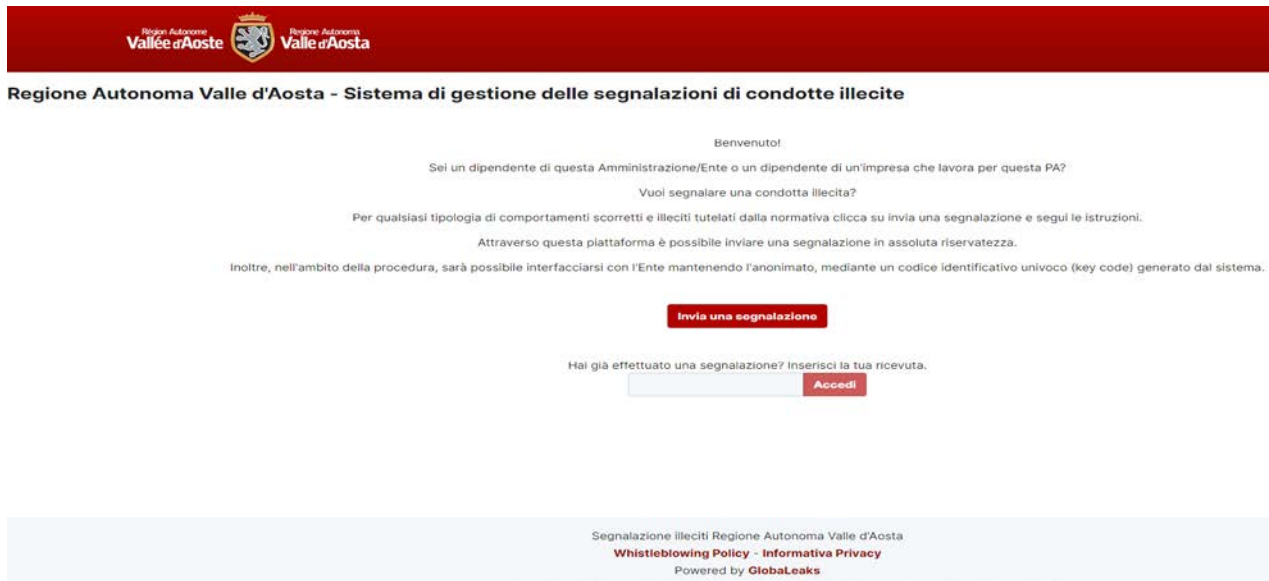 Région Autonome
Vallée d'Aoste
Regione Autonoma
Valle d'Aosta
Regione Autonoma Valle d'Aosta - Sistema di gestione delle segnalazioni di condotte illecite
Benvenuto!
Sei un dipendente di questa Amministrazione/Ente o un dipendente di un'impresa che lavora per questa PA?
Vuoi segnalare una condotta illecita?
Per qualsiasi tipologia di comportamenti scorretti e illeciti tutelati dalla normativa clicca su invia una segnalazione e segui le istruzioni.
Attraverso questa piattaforma è possibile inviare una segnalazione in assoluta riservatezza.
Inoltre, nell'ambito della procedura, sarà possibile interfacciarsi con l'Ente mantenendo l'anonimato, mediante un codice identificativo univoco (key code) generato dal sistema.
Invia una segnalazione
Hai già effettuato una segnalazione? Inserisci la tua ricevuta.
Accedi
Segnalazione illeciti Regione Autonoma Valle d'Aosta
Whistleblowing Policy - Informativa Privacy
Powered by GlobaLeaks